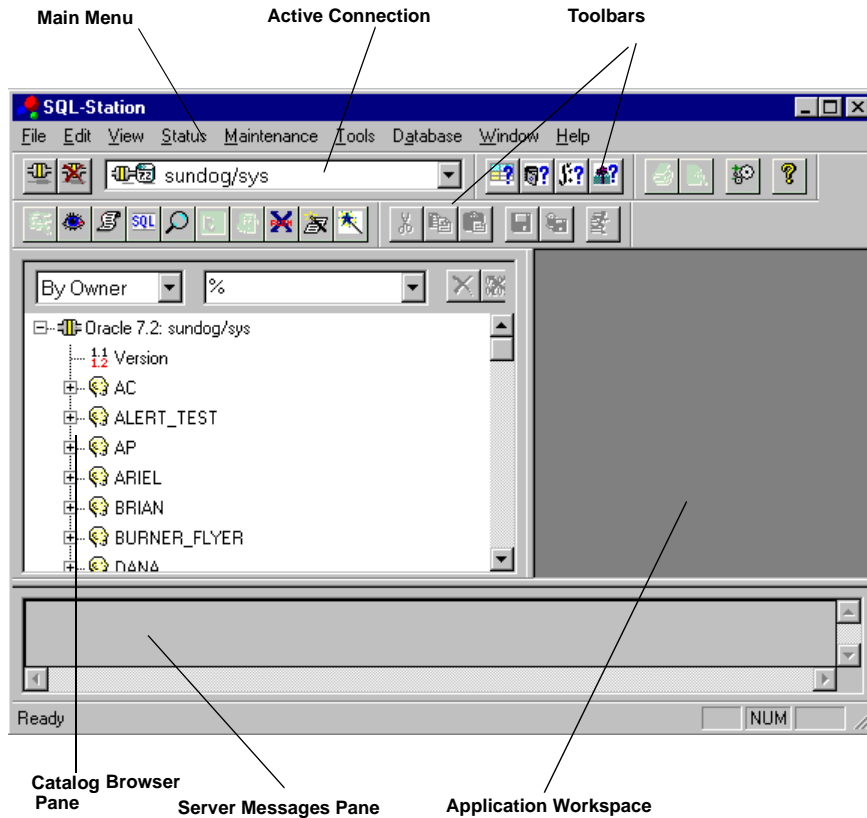 Main Menu Active Connection Toolbars
SQL-Station
File Edit View Status Maintenance Tools Database Window Help
72 sundog/sys ? ? ? ? ?
SQL
By Owner %
Oracle 7.2: sundog/sys
1.1
1.2 Version
AC
ALERT_TEST
AP
ARIEL
BRIAN
BURNER_FLYER
DANA
Ready NUM
Catalog Browser
Pane
Server Messages Pane Application Workspace